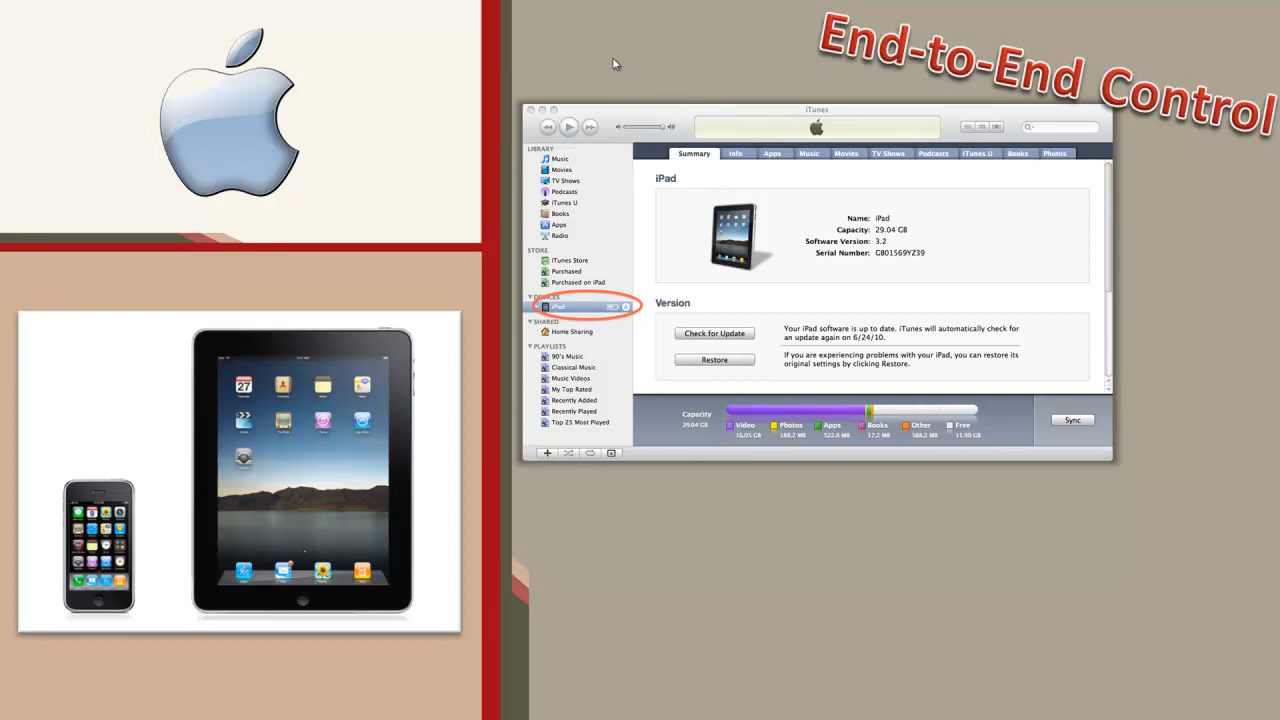 End-to-End Control
iTunes
Summary Info Apps Music Movies TV Shows Podcasts iTunes U Books Photos
LIBRARY
Music
Movies
TV Shows
Podcasts
iTunes U
Books
Apps
Radio
STORE
iTunes Store
Purchased
Purchased on iPad
DEVICES
iPad
SHARED
Home Sharing
PLAYLISTS
90's Music
Classical Music
Music Videos
My Top Rated
Recently Added
Recently Played
Top 25 Most Played
iPad
Name: iPad
Capacity: 29.04 GB
Software Version: 3.2
Serial Number: GB01569YZ39
Version
Check for Update
Your iPad software is up to date. iTunes will automatically check for
an update again on 6/24/10.
Restore
If you are experiencing problems with your iPad, you can restore its
original settings by clicking Restore.
Capacity
29.04 GB
Video Photos Apps Books Other Free
16.05 GB 188.2 MB 522.8 MB 17.2 MB 388.2 MB 11.90 GB
Sync
27